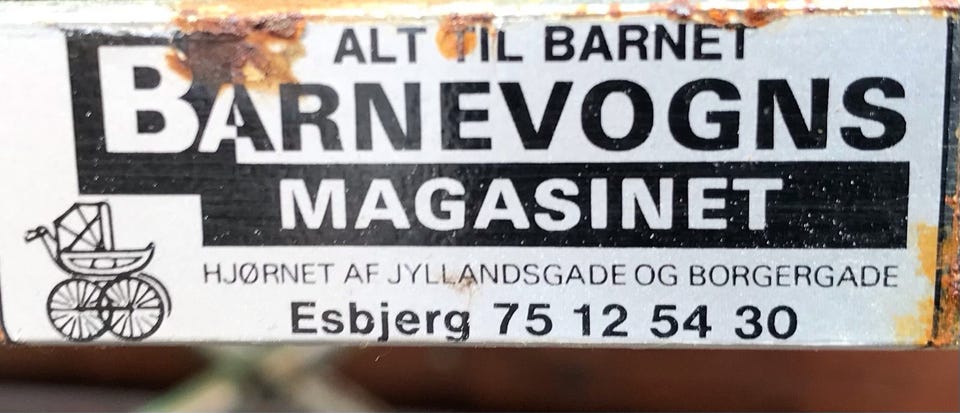 ALT TIL BARNET
BARNEVOGNS
MAGASINET
HJØRNET AF JYLLANDSGADE OG BORGERGADE
Esbjerg 75 12 54 30